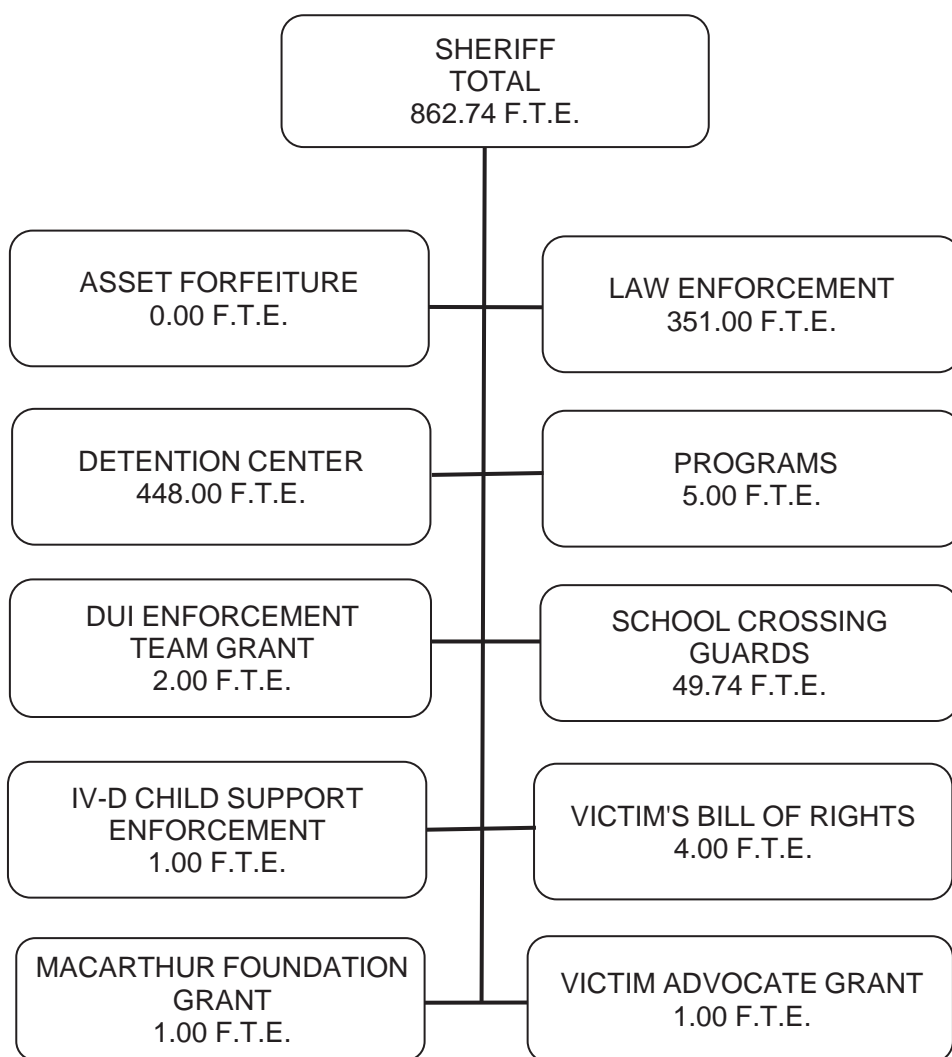 SHERIFF
TOTAL
862.74 F.T.E.
ASSET FORFEITURE
0.00 F.T.E.
LAW ENFORCEMENT
351.00 F.T.E.
DETENTION CENTER
448.00 F.T.E.
PROGRAMS
5.00 F.T.E.
DUI ENFORCEMENT
TEAM GRANT
2.00 F.T.E.
SCHOOL CROSSING
GUARDS
49.74 F.T.E.
IV-D CHILD SUPPORT
ENFORCEMENT
1.00 F.T.E.
VICTIM'S BILL OF RIGHTS
4.00 F.T.E.
MACARTHUR FOUNDATION
GRANT
1.00 F.T.E.
VICTIM ADVOCATE GRANT
1.00 F.T.E.